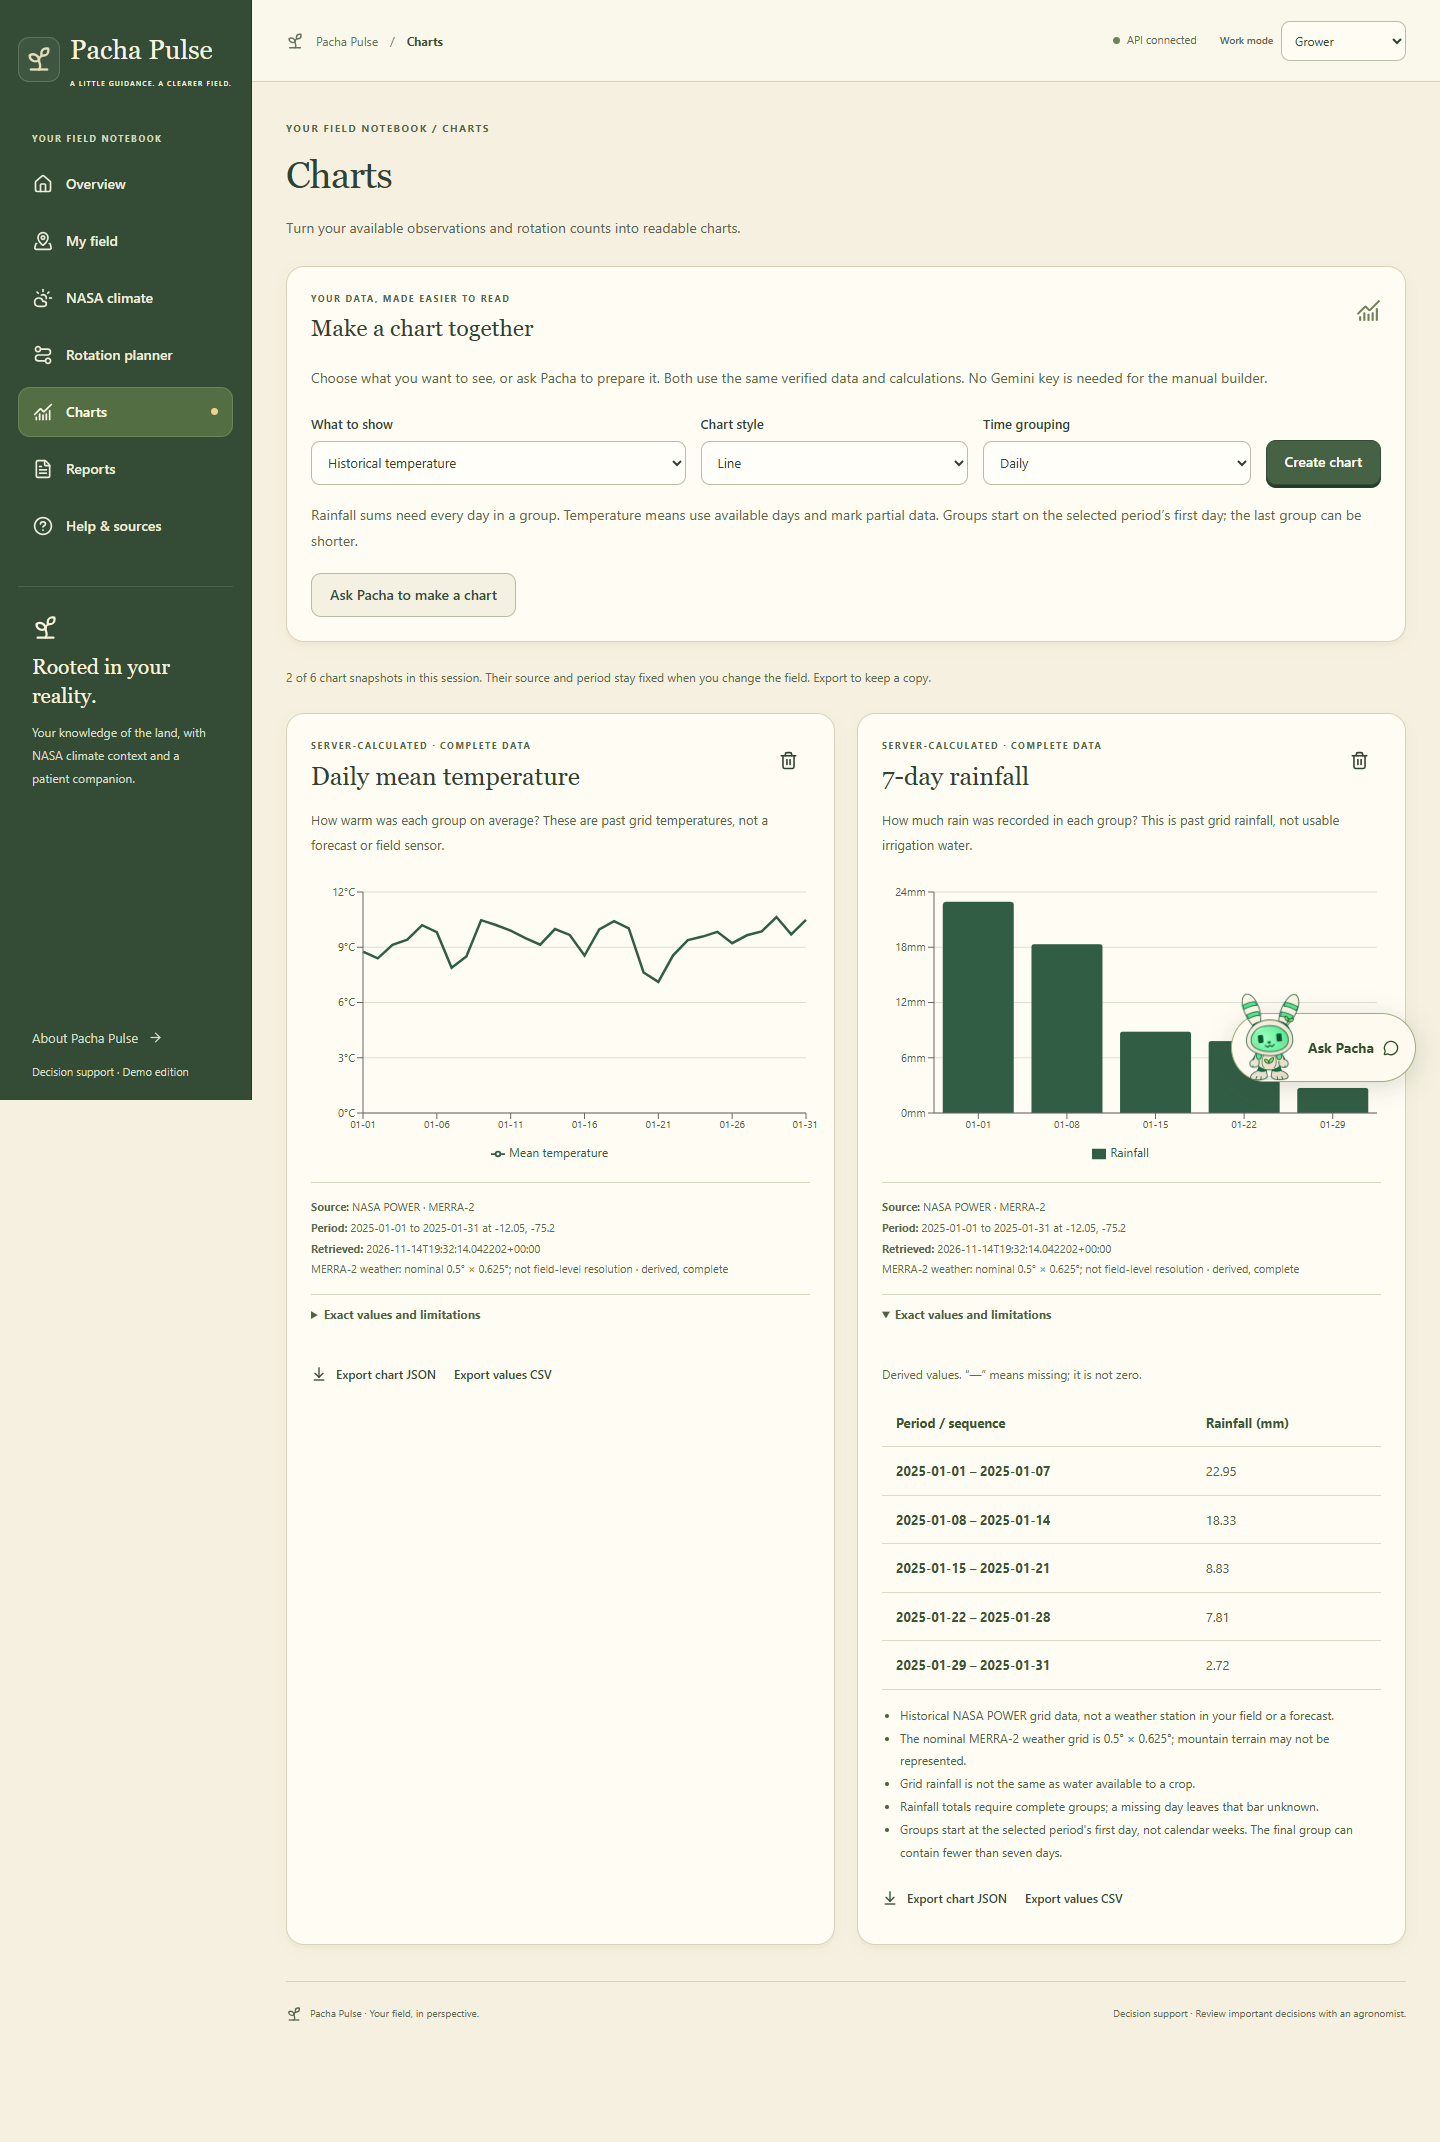 Pacha Pulse
A LITTLE GUIDANCE. A CLEARER FIELD.
YOUR FIELD NOTEBOOK
Overview
My field
NASA climate
Rotation planner
Charts
Reports
Help & sources
Rooted in your
reality.
Your knowledge of the land, with
NASA climate context and a
patient companion.
About Pacha Pulse
Decision support · Demo edition
Pacha Pulse / Charts
API connected
Work mode
Grower
YOUR FIELD NOTEBOOK / CHARTS
Charts
Turn your available observations and rotation counts into readable charts.
YOUR DATA, MADE EASIER TO READ
Make a chart together
Choose what you want to see, or ask Pacha to prepare it. Both use the same verified data and calculations. No Gemini key is needed for the manual builder.
What to show
Chart style
Time grouping
Historical temperature
Line
Daily
Create chart
Rainfall sums need every day in a group. Temperature means use available days and mark partial data. Groups start on the selected period's first day; the last group can be
shorter.
Ask Pacha to make a chart
2 of 6 chart snapshots in this session. Their source and period stay fixed when you change the field. Export to keep a copy.
SERVER-CALCULATED · COMPLETE DATA
Daily mean temperature
How warm was each group on average? These are past grid temperatures, not a
forecast or field sensor.
12°C
9°C
6°C
3°C
0°C
01-01 01-06 01-11 01-16 01-21 01-26 01-31
Mean temperature
Source: NASA POWER · MERRA-2
Period: 2025-01-01 to 2025-01-31 at -12.05, -75.2
Retrieved: 2026-11-14T19:32:14.042202+00:00
MERRA-2 weather: nominal 0.5° × 0.625°; not field-level resolution · derived, complete
Exact values and limitations
Export chart JSON Export values CSV
SERVER-CALCULATED · COMPLETE DATA
7-day rainfall
How much rain was recorded in each group? This is past grid rainfall, not usable
irrigation water.
24mm
18mm
12mm
6mm
0mm
01-01 01-08 01-15 01-22 01-29
Rainfall
Ask Pacha
Source: NASA POWER · MERRA-2
Period: 2025-01-01 to 2025-01-31 at -12.05, -75.2
Retrieved: 2026-11-14T19:32:14.042202+00:00
MERRA-2 weather: nominal 0.5° × 0.625°; not field-level resolution · derived, complete
Exact values and limitations
Derived values. "—" means missing; it is not zero.
Period / sequence Rainfall (mm)
2025-01-01 – 2025-01-07 22.95
2025-01-08 – 2025-01-14 18.33
2025-01-15 – 2025-01-21 8.83
2025-01-22 – 2025-01-28 7.81
2025-01-29 – 2025-01-31 2.72
Historical NASA POWER grid data, not a weather station in your field or a forecast.
The nominal MERRA-2 weather grid is 0.5° × 0.625°; mountain terrain may not be
represented.
Grid rainfall is not the same as water available to a crop.
Rainfall totals require complete groups; a missing day leaves that bar unknown.
Groups start at the selected period's first day, not calendar weeks. The final group can
contain fewer than seven days.
Export chart JSON Export values CSV
Pacha Pulse · Your field, in perspective.
Decision support · Review important decisions with an agronomist.